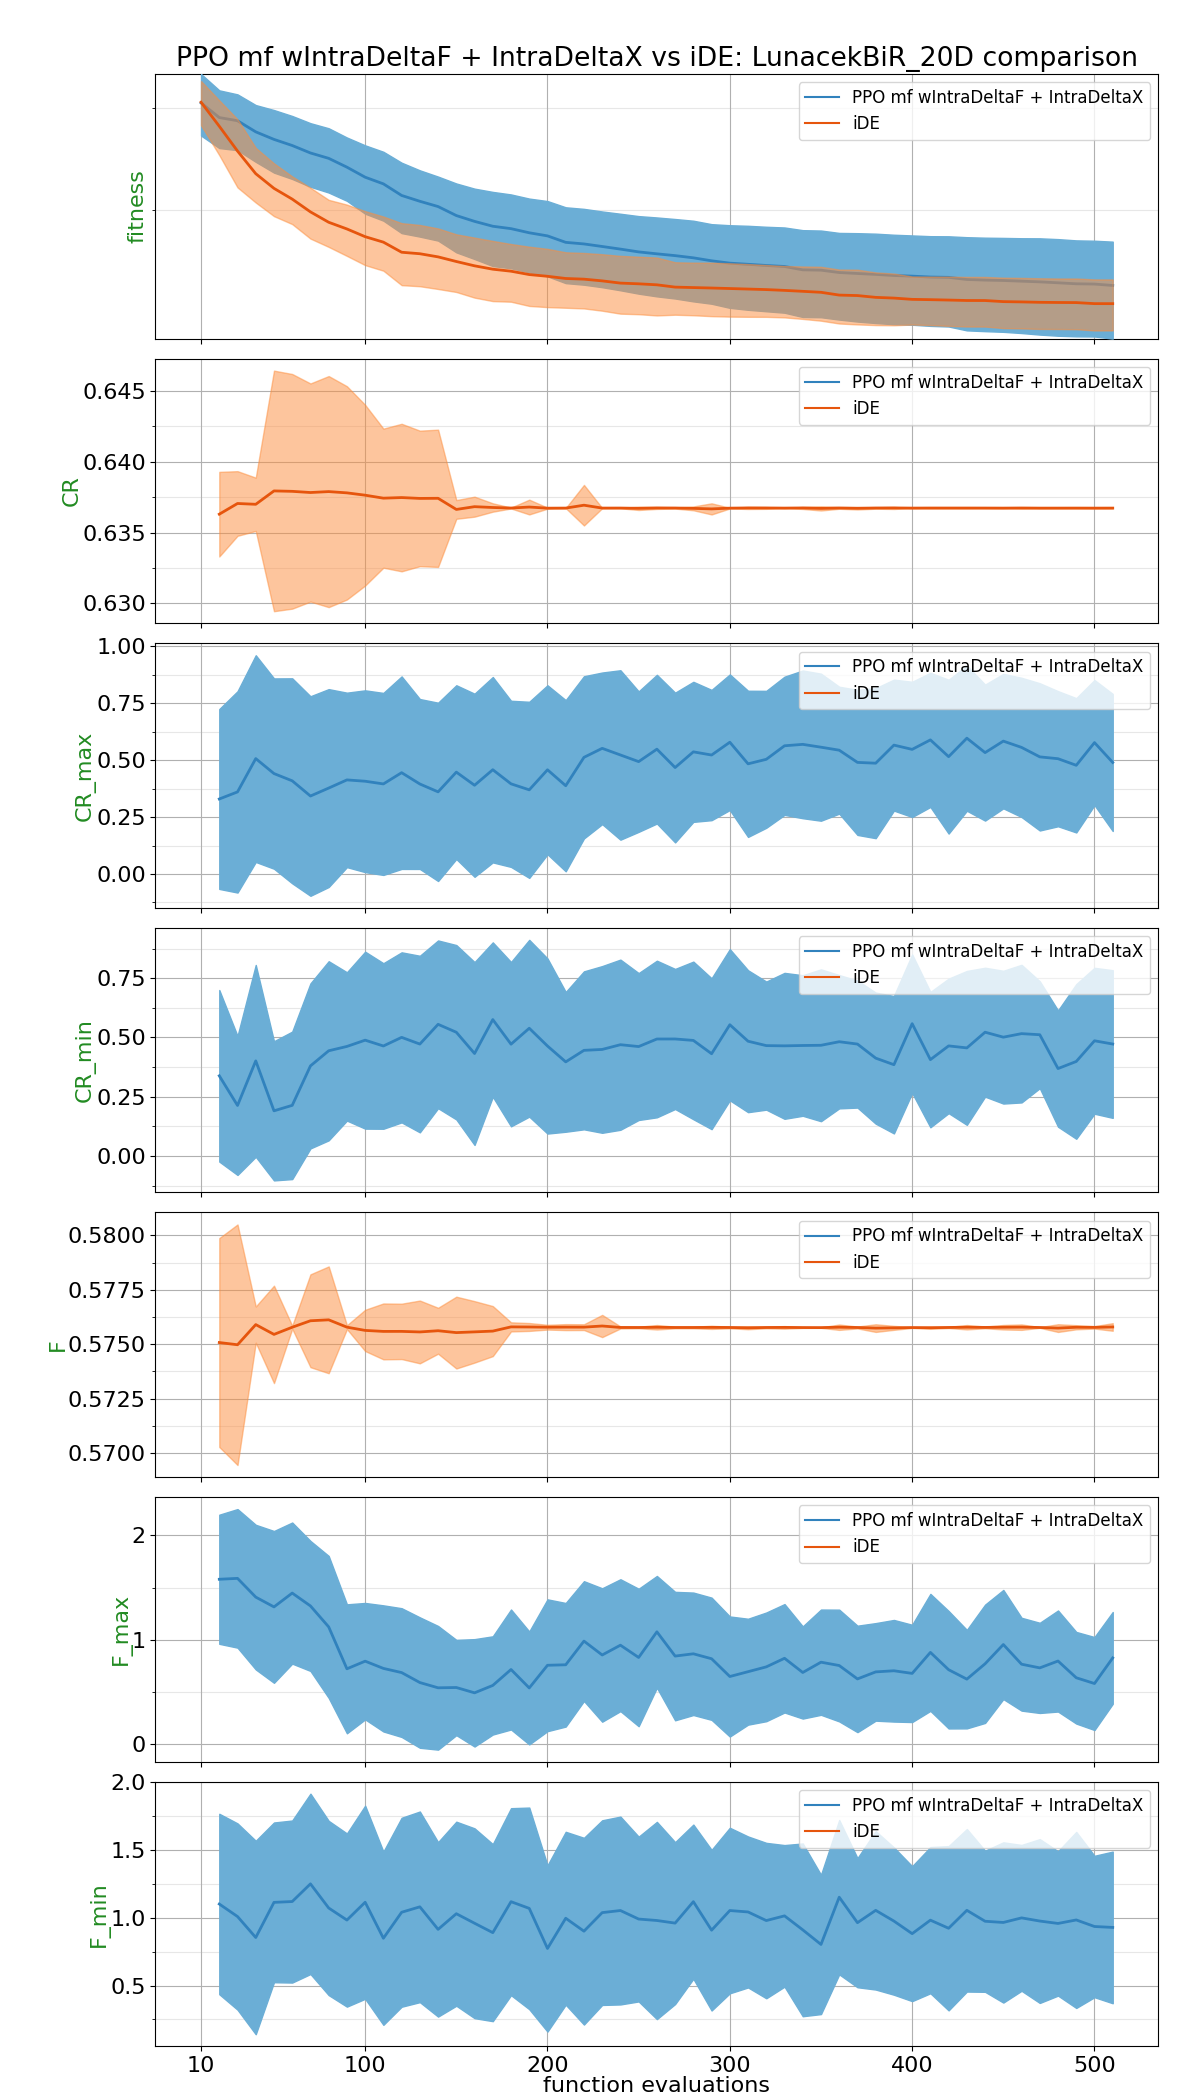 PPO mf wIntraDeltaF + IntraDeltaX vs iDE: LunacekBiR_20D comparison
fitness
PPO mf wIntraDeltaF + IntraDeltaX
iDE
CR
0.645
0.640
0.635
0.630
PPO mf wIntraDeltaF + IntraDeltaX
iDE
CR_max
1.00
0.75
0.50
0.25
0.00
PPO mf wIntraDeltaF + IntraDeltaX
iDE
CR_min
0.75
0.50
0.25
0.00
PPO mf wIntraDeltaF + IntraDeltaX
iDE
F
0.5800
0.5775
0.5750
0.5725
0.5700
PPO mf wIntraDeltaF + IntraDeltaX
iDE
F_max
2
1
0
PPO mf wIntraDeltaF + IntraDeltaX
iDE
F_min
2.0
1.5
1.0
0.5
PPO mf wIntraDeltaF + IntraDeltaX
iDE
10 100 200 300 400 500
function evaluations